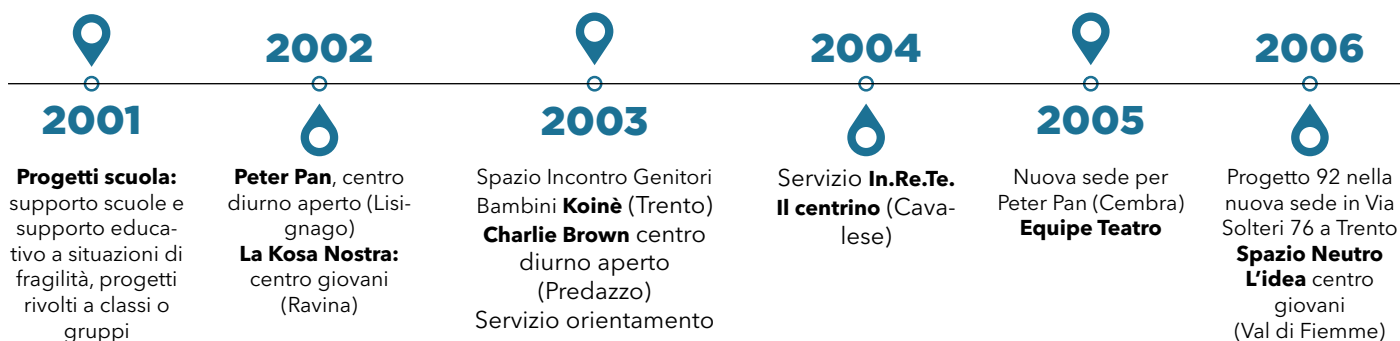 2001
Progetti scuola:
supporto scuole e
supporto educa-
tivo a situazioni di
fragilità, progetti
rivolti a classi o
gruppi
2002
Peter Pan, centro
diurno aperto (Lisi-
gnago)
La Kosa Nostra:
centro giovani
(Ravina)
2003
Spazio Incontro Genitori
Bambini Koinè (Trento)
Charlie Brown centro
diurno aperto
(Predazzo)
Servizio orientamento
2004
Servizio In.Re.Te.
Il centrino (Cava-
lese)
2005
Nuova sede per
Peter Pan (Cembra)
Equipe Teatro
2006
Progetto 92 nella
nuova sede in Via
Solteri 76 a Trento
Spazio Neutro
L'idea centro
giovani
(Val di Fiemme)